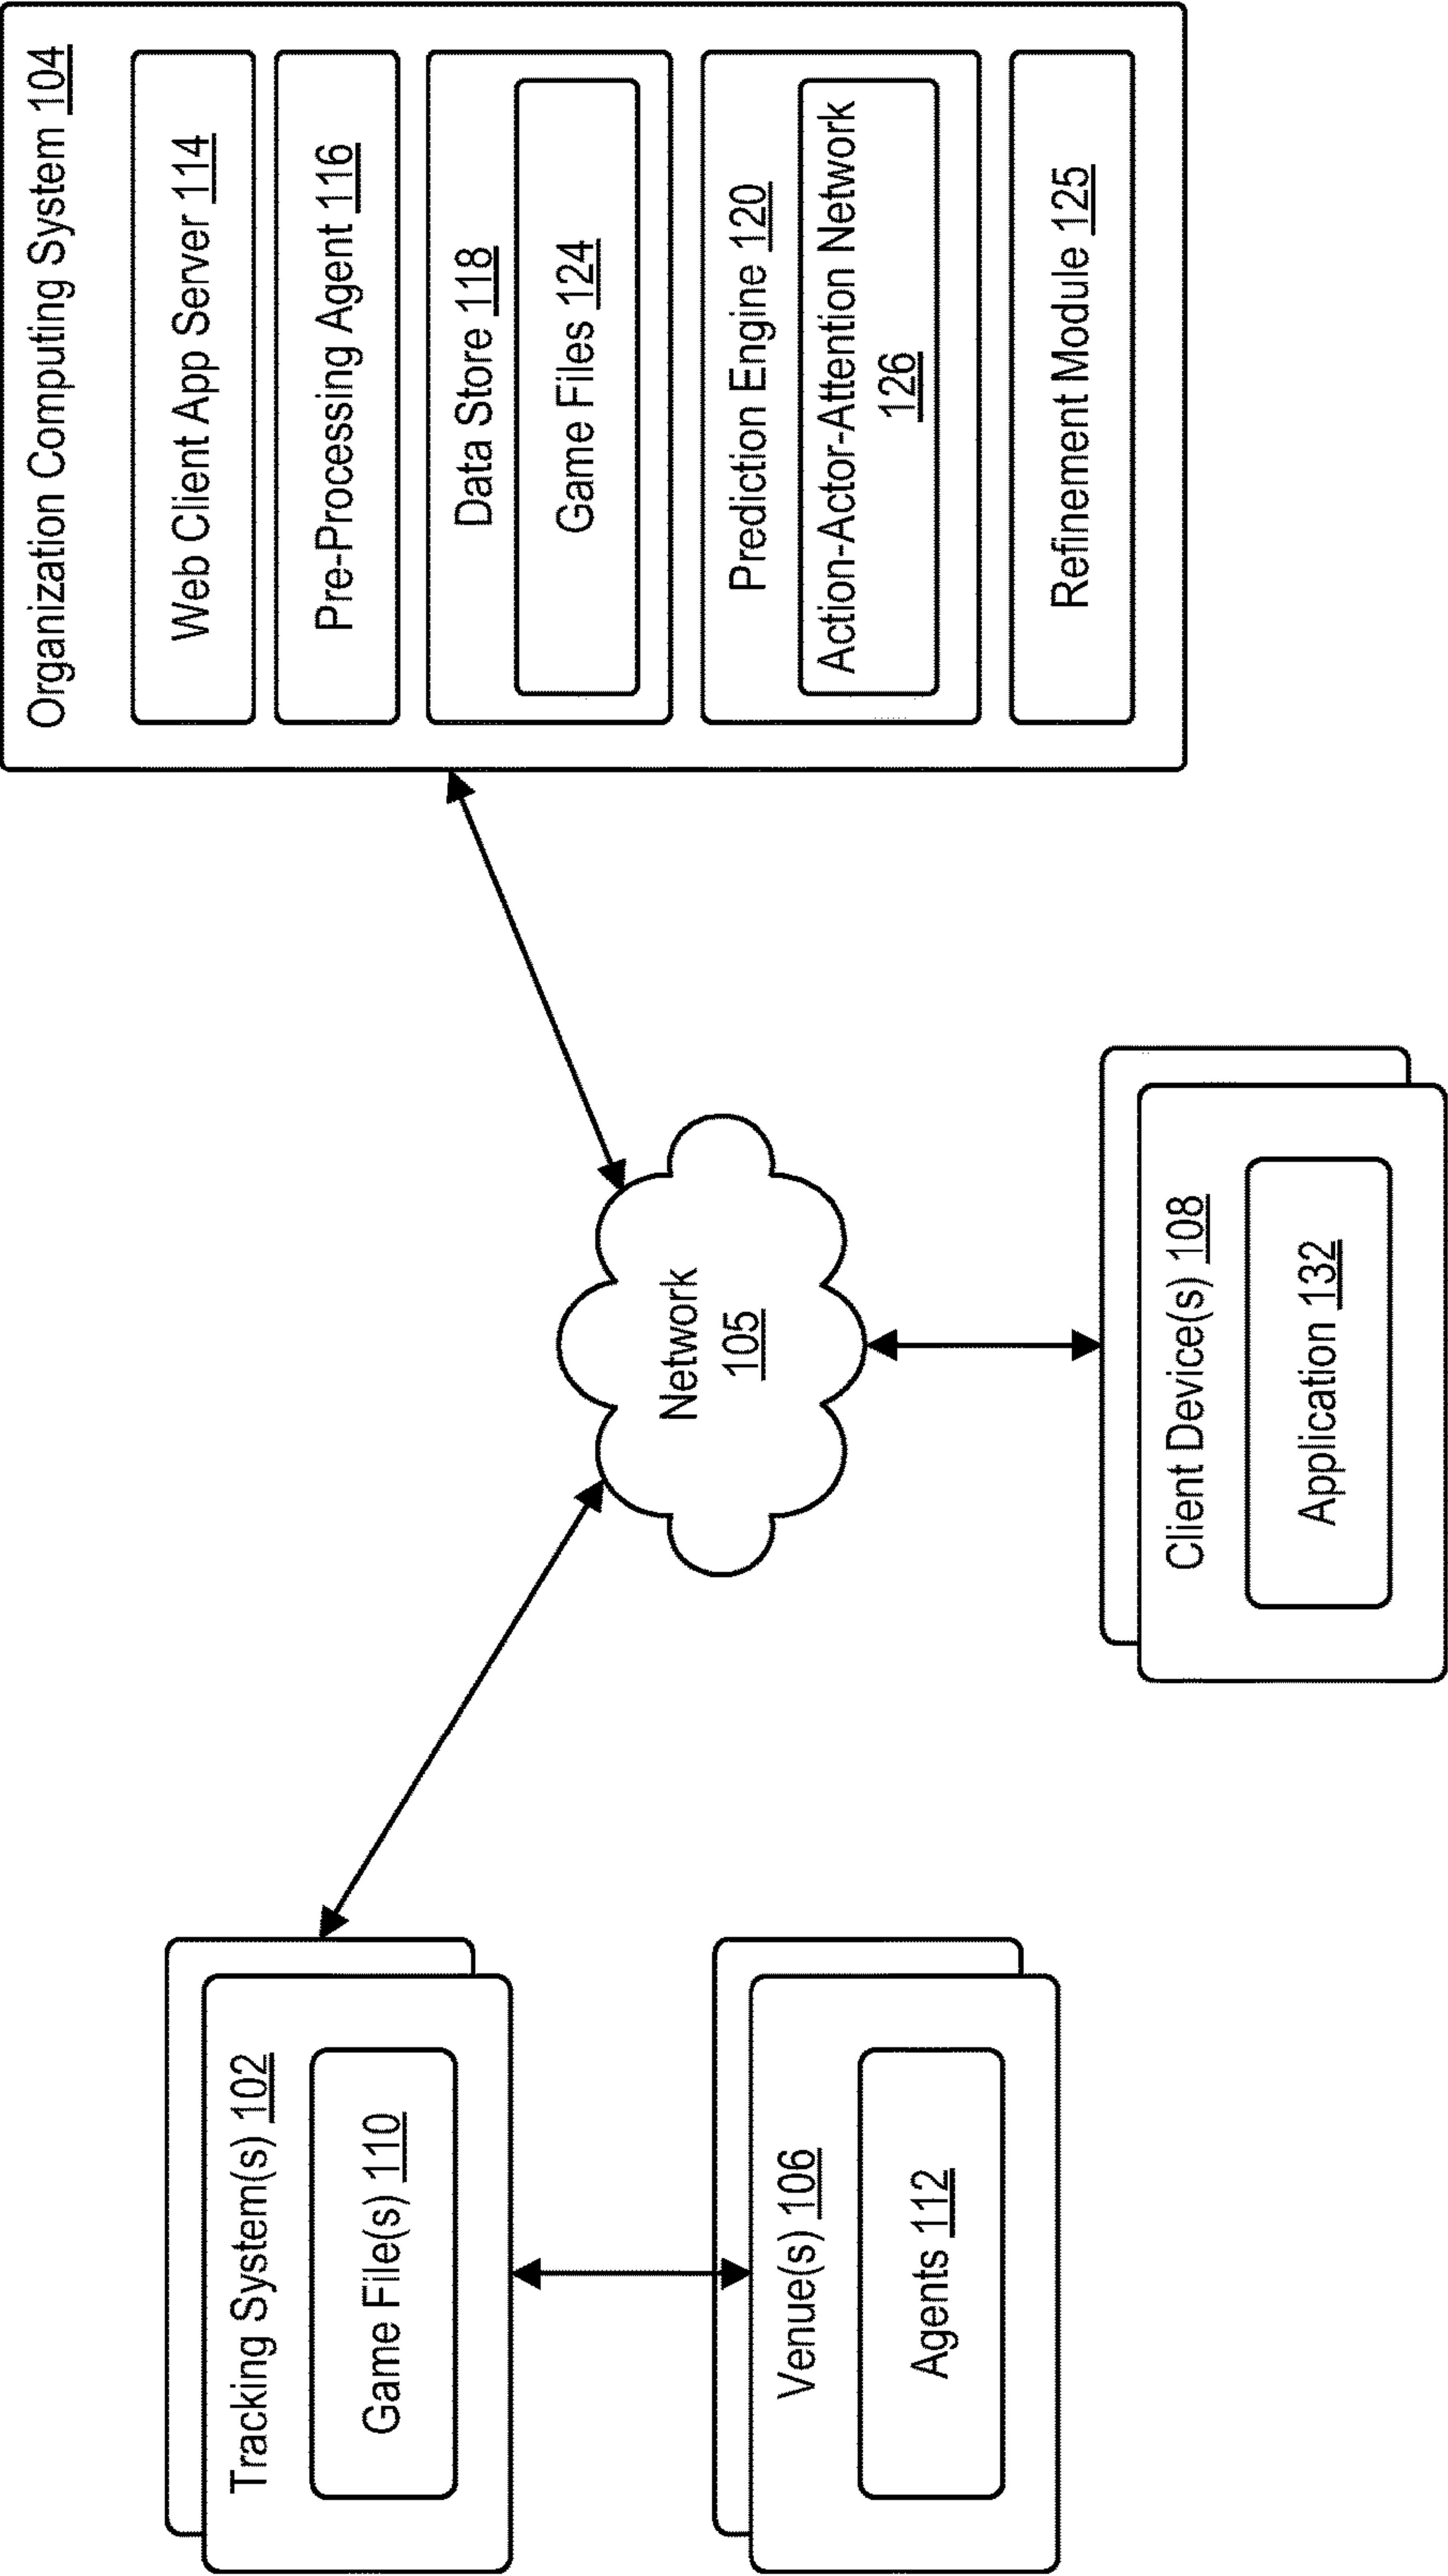 Tracking System(s) 102
Game File(s) 110
Venue(s) 106
Agents 112
Network
105
Client Device(s) 108
Application 132
Organization Computing System 104
Web Client App Server 114
Pre-Processing Agent 116
Data Store 118
Game Files 124
Prediction Engine 120
Action-Actor-Attention Network
126
Refinement Module 125